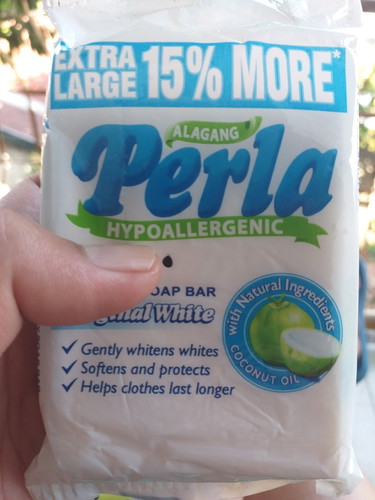 EXTRA LARGE 15% MORE*
ALAGANG
Perla
HYPOALLERGENIC
BAR
White
with Natural Ingredients
COCONUT OIL
✓ Gently whitens whites
✓ Softens and protects
✓ Helps clothes last longer